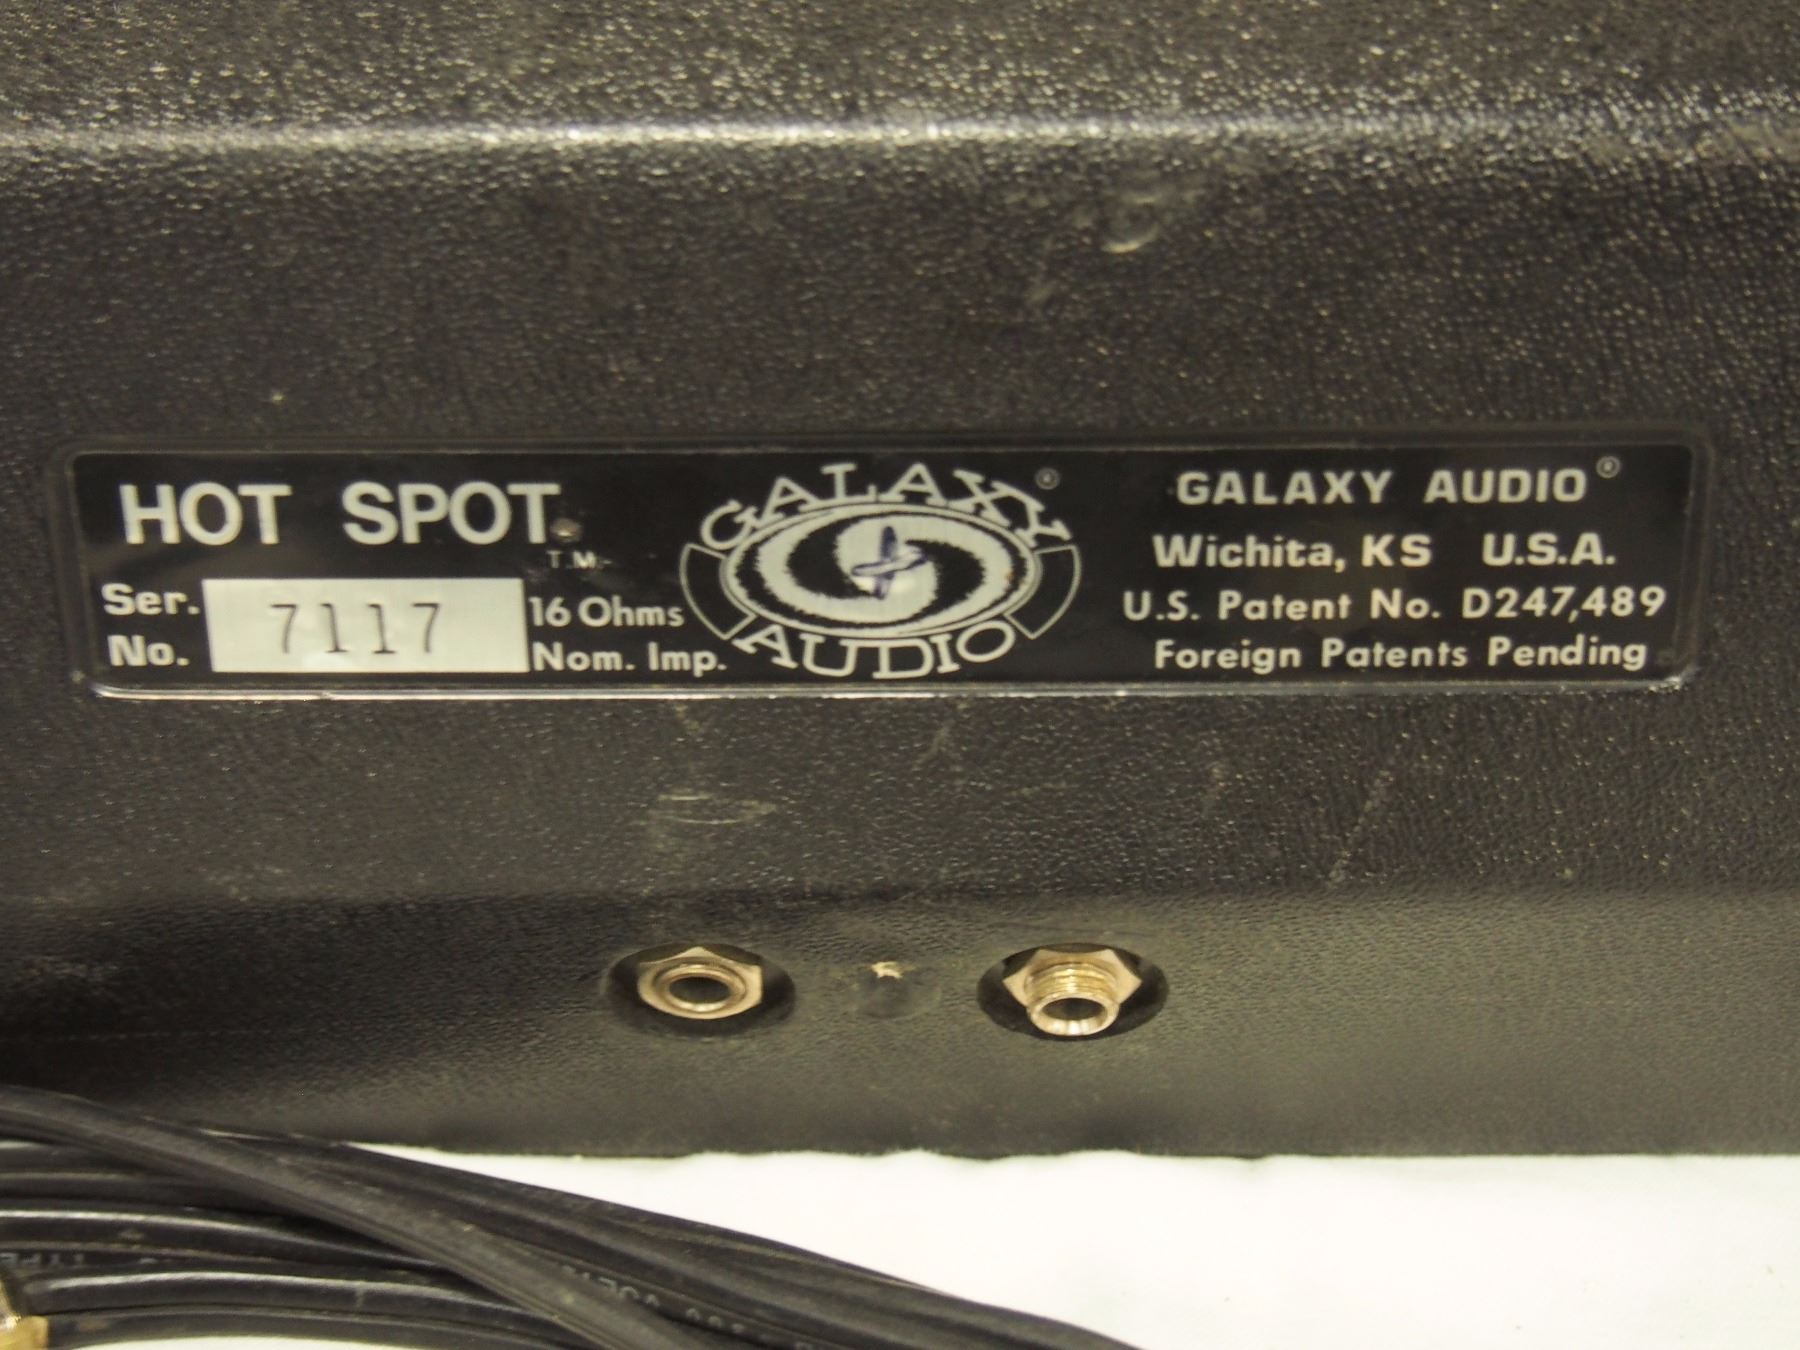 HOT SPOT
T.M.
Ser.
No.
7117
16 Ohms
Nom. Imp.
GALAXY ®
AUDIO
GALAXY AUDIO ®
Wichita, KS U.S.A.
U.S. Patent No. D247,489
Foreign Patents Pending